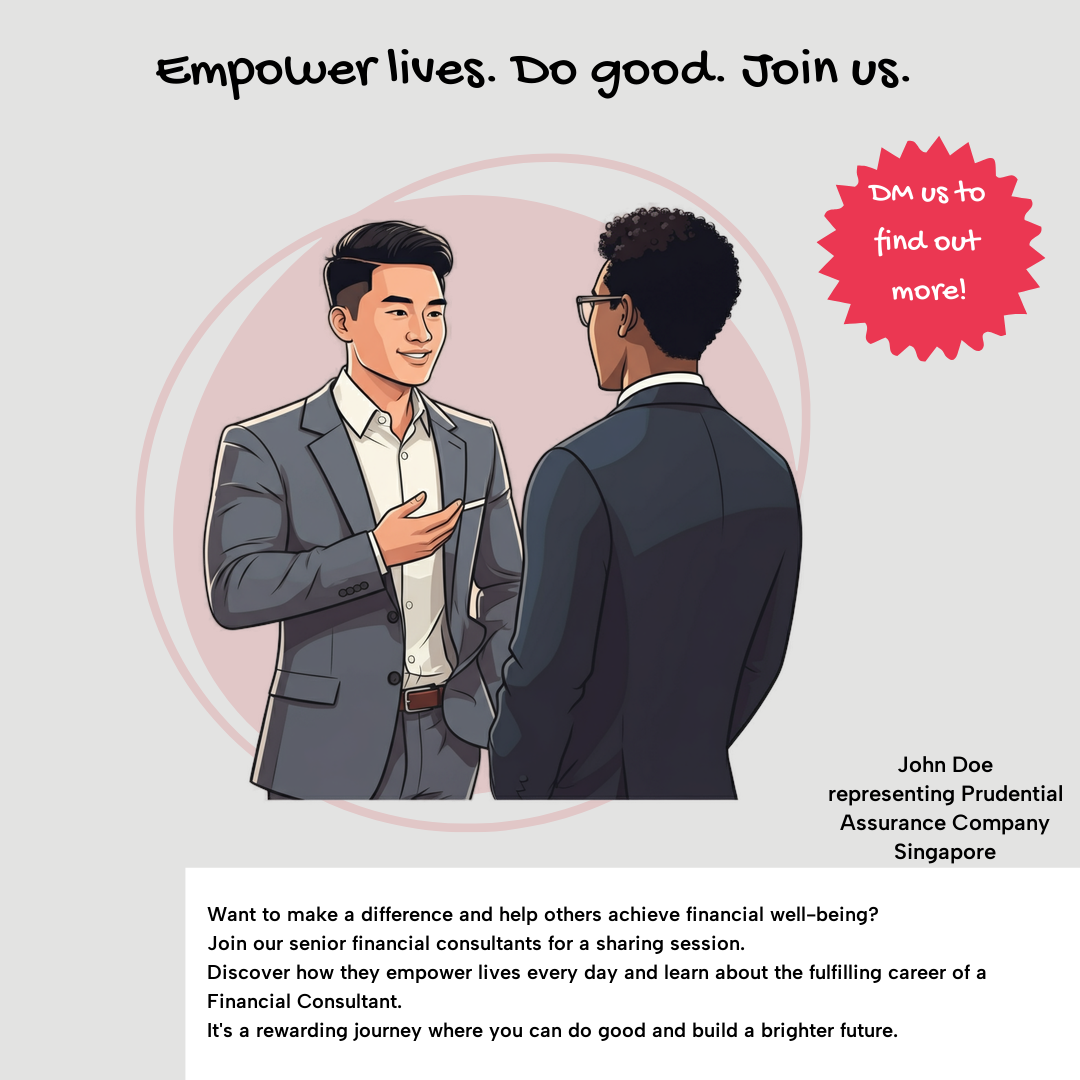 Empower lives. Do good. Join us.
DM us to
find out
more!
John Doe
representing Prudential
Assurance Company
Singapore
Want to make a difference and help others achieve financial well-being?
Join our senior financial consultants for a sharing session.
Discover how they empower lives every day and learn about the fulfilling career of a
Financial Consultant.
It's a rewarding journey where you can do good and build a brighter future.